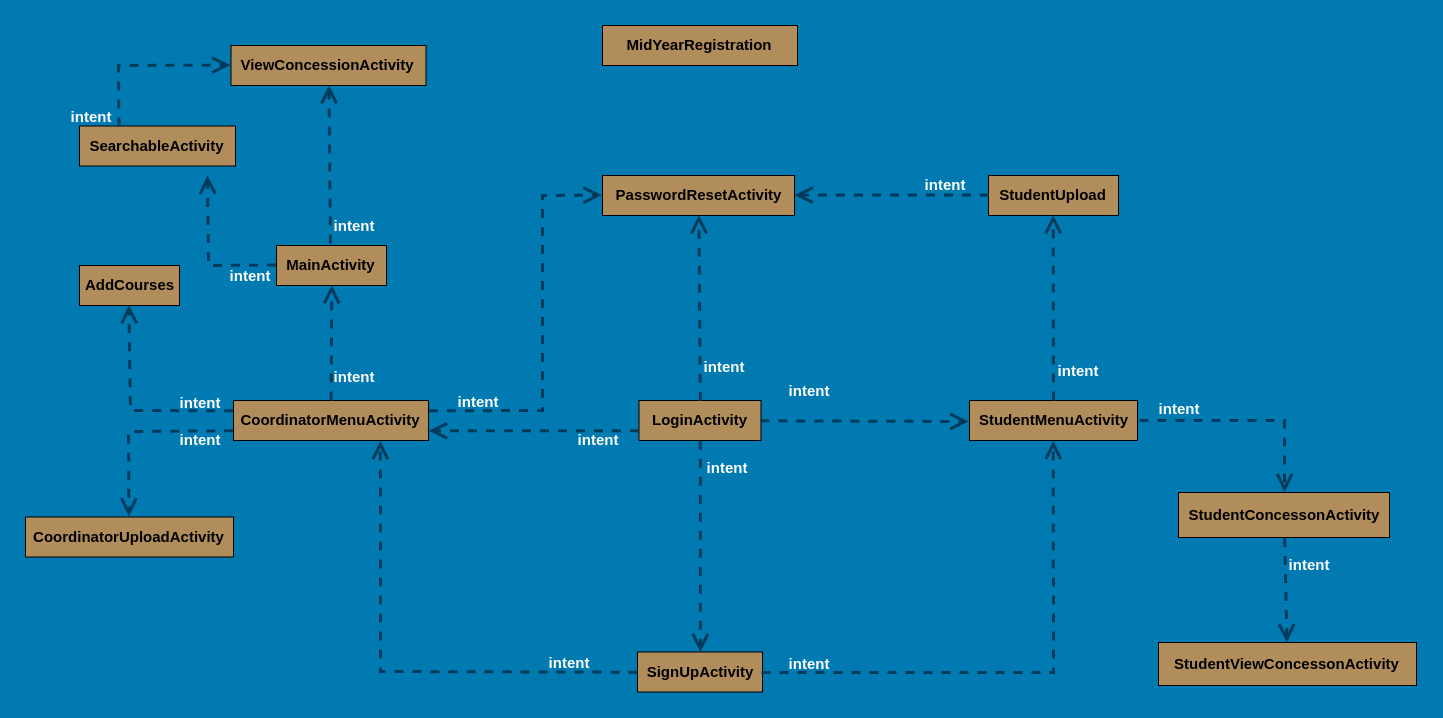 MidYearRegistration
ViewConcessionActivity
intent
SearchableActivity
PasswordResetActivity
intent
StudentUpload
intent
MainActivity
intent
AddCourses
intent
intent
intent
intent
intent
intent
intent
CoordinatorMenuActivity
LoginActivity
StudentMenuActivity
intent
intent
intent
StudentConcessonActivity
CoordinatorUploadActivity
intent
intent
intent
SignUpActivity
StudentViewConcessonActivity